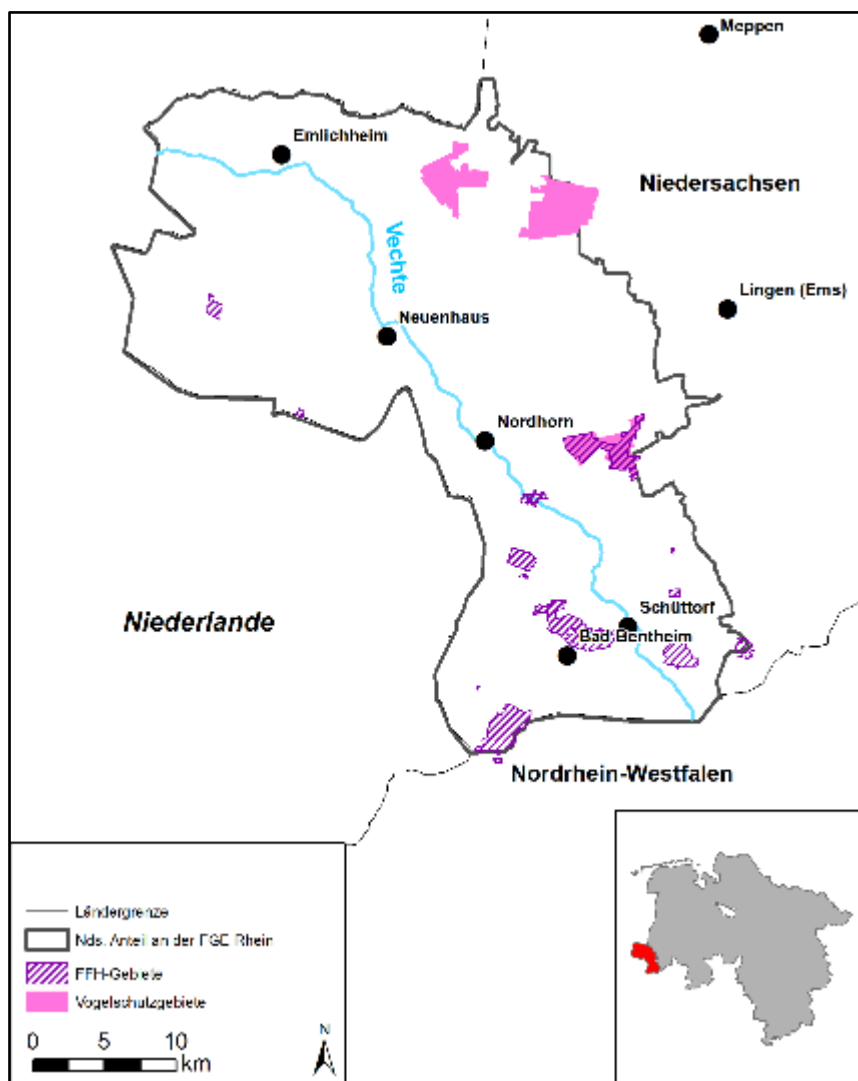 Meppen
Emlichheim
Niedersachsen
Vechte
Lingen (Ems)
Neuenhaus
Nordhorn
Schüttorf
Niederlande
Bad Bentheim
Nordrhein-Westfalen
Ländergrenze
Nds. Anteil an der FGE Rhein
FFH-Gebiete
Vogelschutzgebiete
0 5 10
km
N